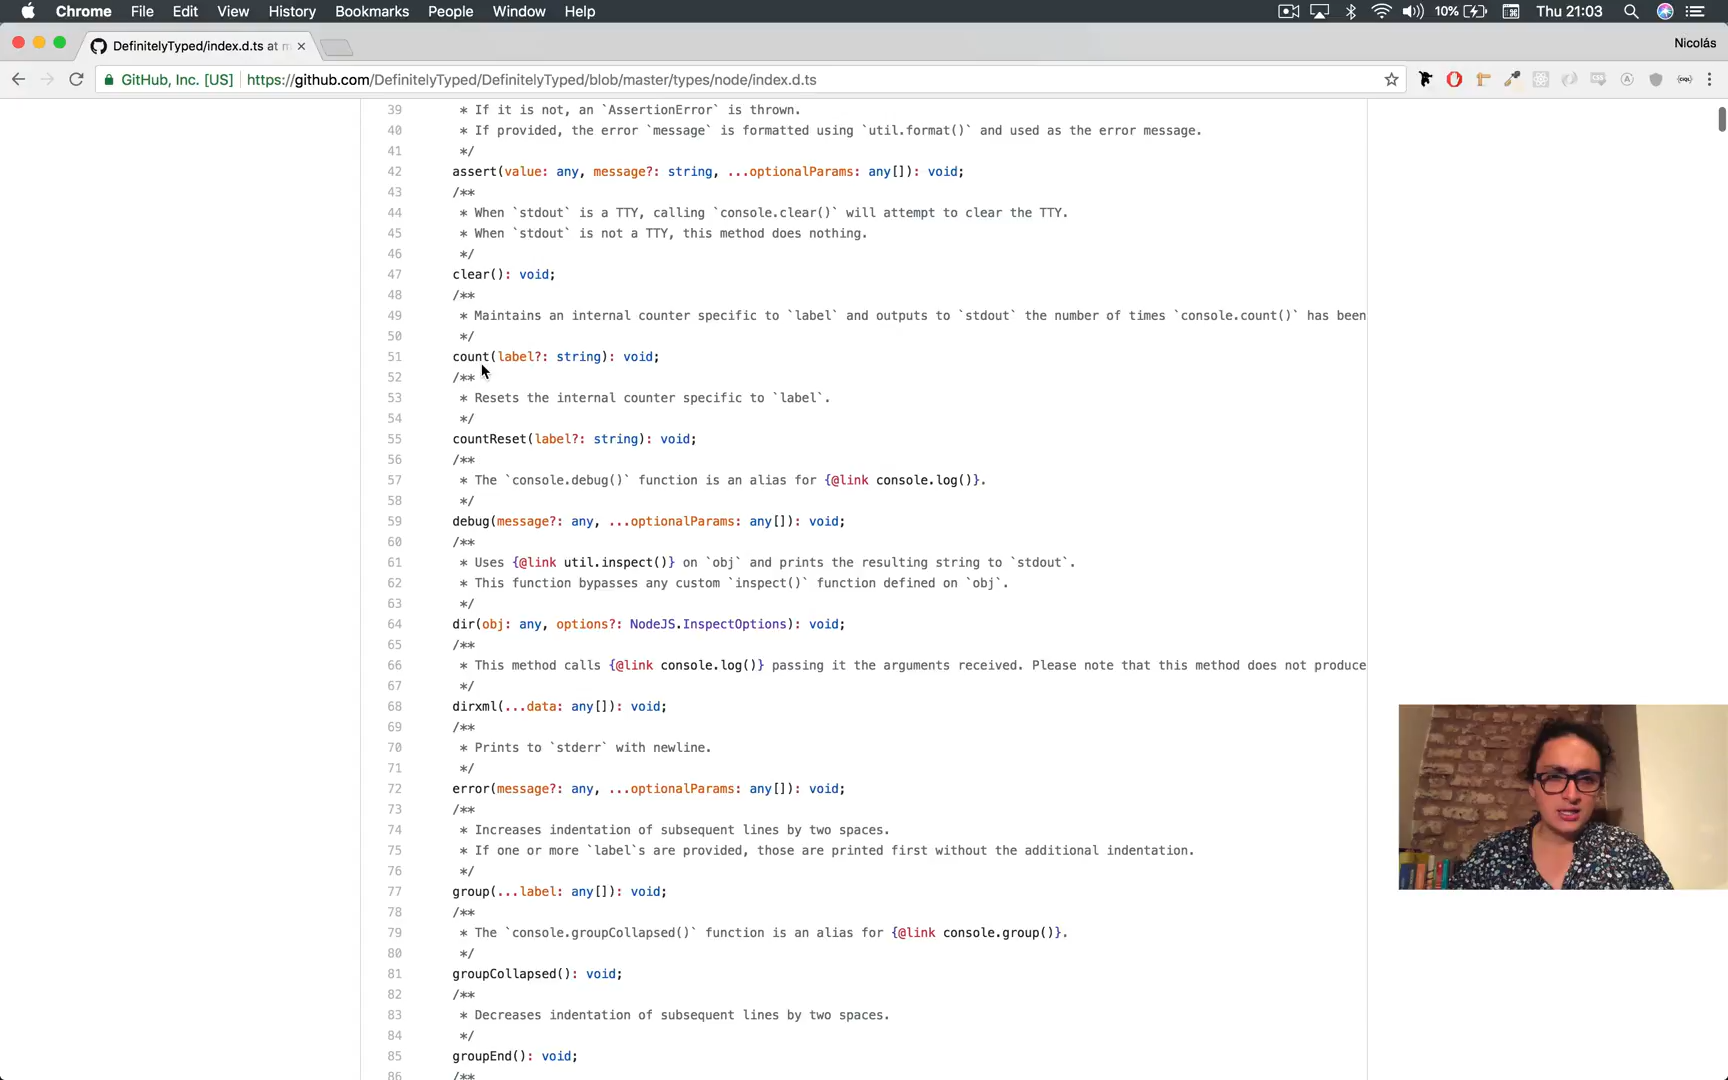 Chrome File Edit View History Bookmarks People Window Help 10% Thu 21:03
DefinitelyTyped/index.d.ts at m Nicolás
GitHub, Inc. [US] https://github.com/DefinitelyTyped/DefinitelyTyped/blob/master/types/node/index.d.ts
39 * If it is not, an `AssertionError` is thrown.
40 * If provided, the error `message` is formatted using `util.format()` and used as the error message.
41 */
42 assert(value: any, message?: string, ...optionalParams: any[]): void;
43 /**
44 * When `stdout` is a TTY, calling `console.clear()` will attempt to clear the TTY.
45 * When `stdout` is not a TTY, this method does nothing.
46 */
47 clear(): void;
48 /**
49 * Maintains an internal counter specific to `label` and outputs to `stdout` the number of times `console.count()` has been
50 */
51 count(label?: string): void;
52 /**
53 * Resets the internal counter specific to `label`.
54 */
55 countReset(label?: string): void;
56 /**
57 * The `console.debug()` function is an alias for {@link console.log()}.
58 */
59 debug(message?: any, ...optionalParams: any[]): void;
60 /**
61 * Uses {@link util.inspect()} on `obj` and prints the resulting string to `stdout`.
62 * This function bypasses any custom `inspect()` function defined on `obj`.
63 */
64 dir(obj: any, options?: NodeJS.InspectOptions): void;
65 /**
66 * This method calls {@link console.log()} passing it the arguments received. Please note that this method does not produce
67 */
68 dirxml(...data: any[]): void;
69 /**
70 * Prints to `stderr` with newline.
71 */
72 error(message?: any, ...optionalParams: any[]): void;
73 /**
74 * Increases indentation of subsequent lines by two spaces.
75 * If one or more `label`s are provided, those are printed first without the additional indentation.
76 */
77 group(...label: any[]): void;
78 /**
79 * The `console.groupCollapsed()` function is an alias for {@link console.group()}.
80 */
81 groupCollapsed(): void;
82 /**
83 * Decreases indentation of subsequent lines by two spaces.
84 */
85 groupEnd(): void;
86 /**